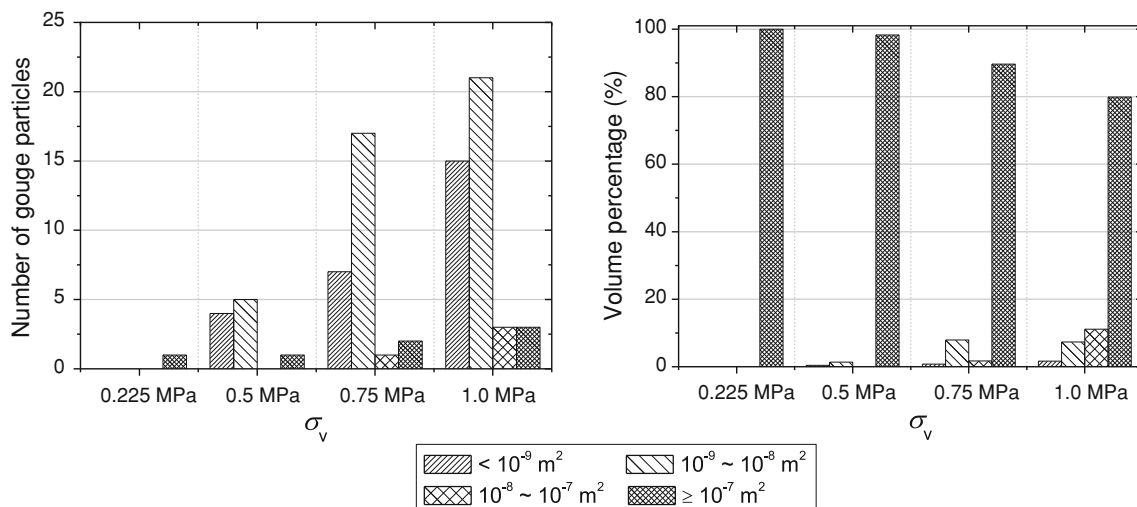 Number of gouge particles
25
20
15
10
5
0
0.225 MPa 0.5 MPa 0.75 MPa 1.0 MPa
σv
Volume percentage (%)
100
80
60
40
20
0
0.225 MPa 0.5 MPa 0.75 MPa 1.0 MPa
σv
< 10⁻⁹ m² 10⁻⁹ ~ 10⁻⁸ m²
10⁻⁸ ~ 10⁻⁷ m² ≥ 10⁻⁷ m²